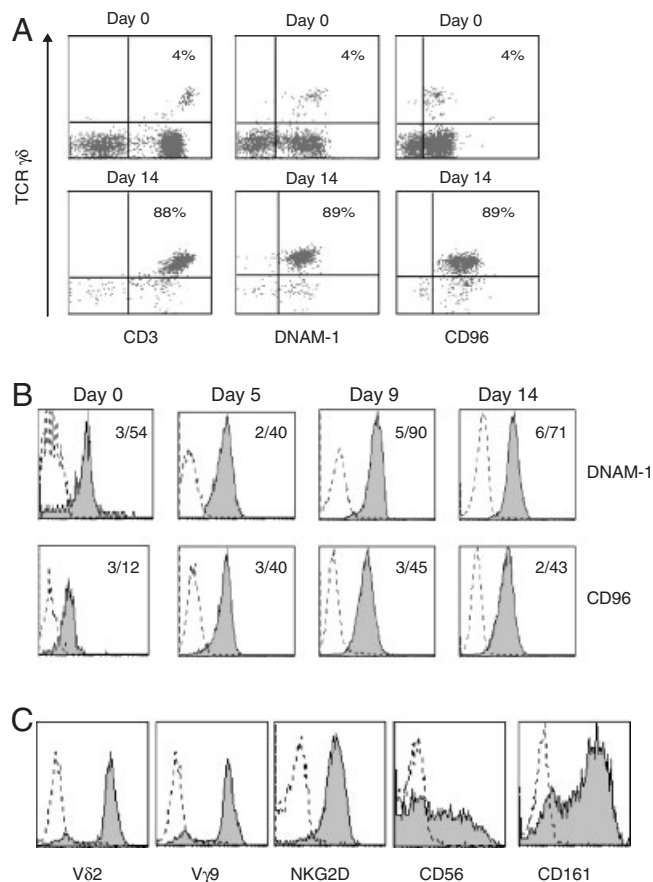 A
Day 0 Day 0 Day 0
4% 4% 4%
TCR γδ
Day 14 Day 14 Day 14
88% 89% 89%
CD3 DNAM-1 CD96
B
Day 0 Day 5 Day 9 Day 14
3/54 2/40 5/90 6/71
DNAM-1
3/12 3/40 3/45 2/43
CD96
C
Vδ2 Vγ9 NKG2D CD56 CD161